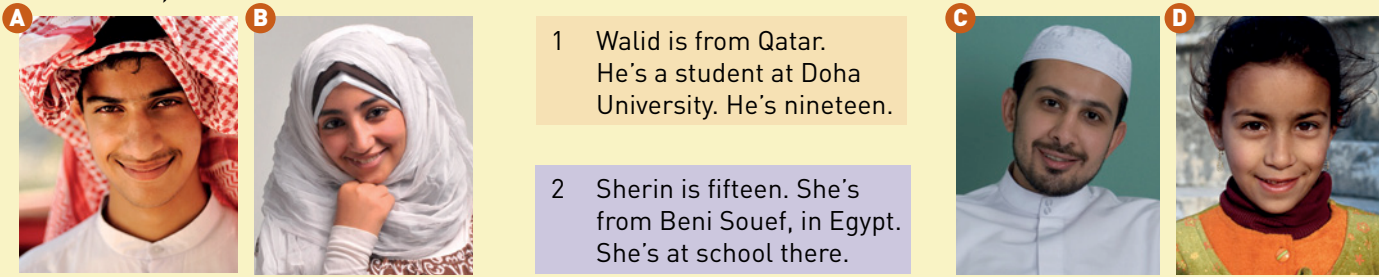 A
B
1 Walid is from Qatar.
He's a student at Doha
University. He's nineteen.
2 Sherin is fifteen. She's
from Beni Souef, in Egypt.
She's at school there.
C
D